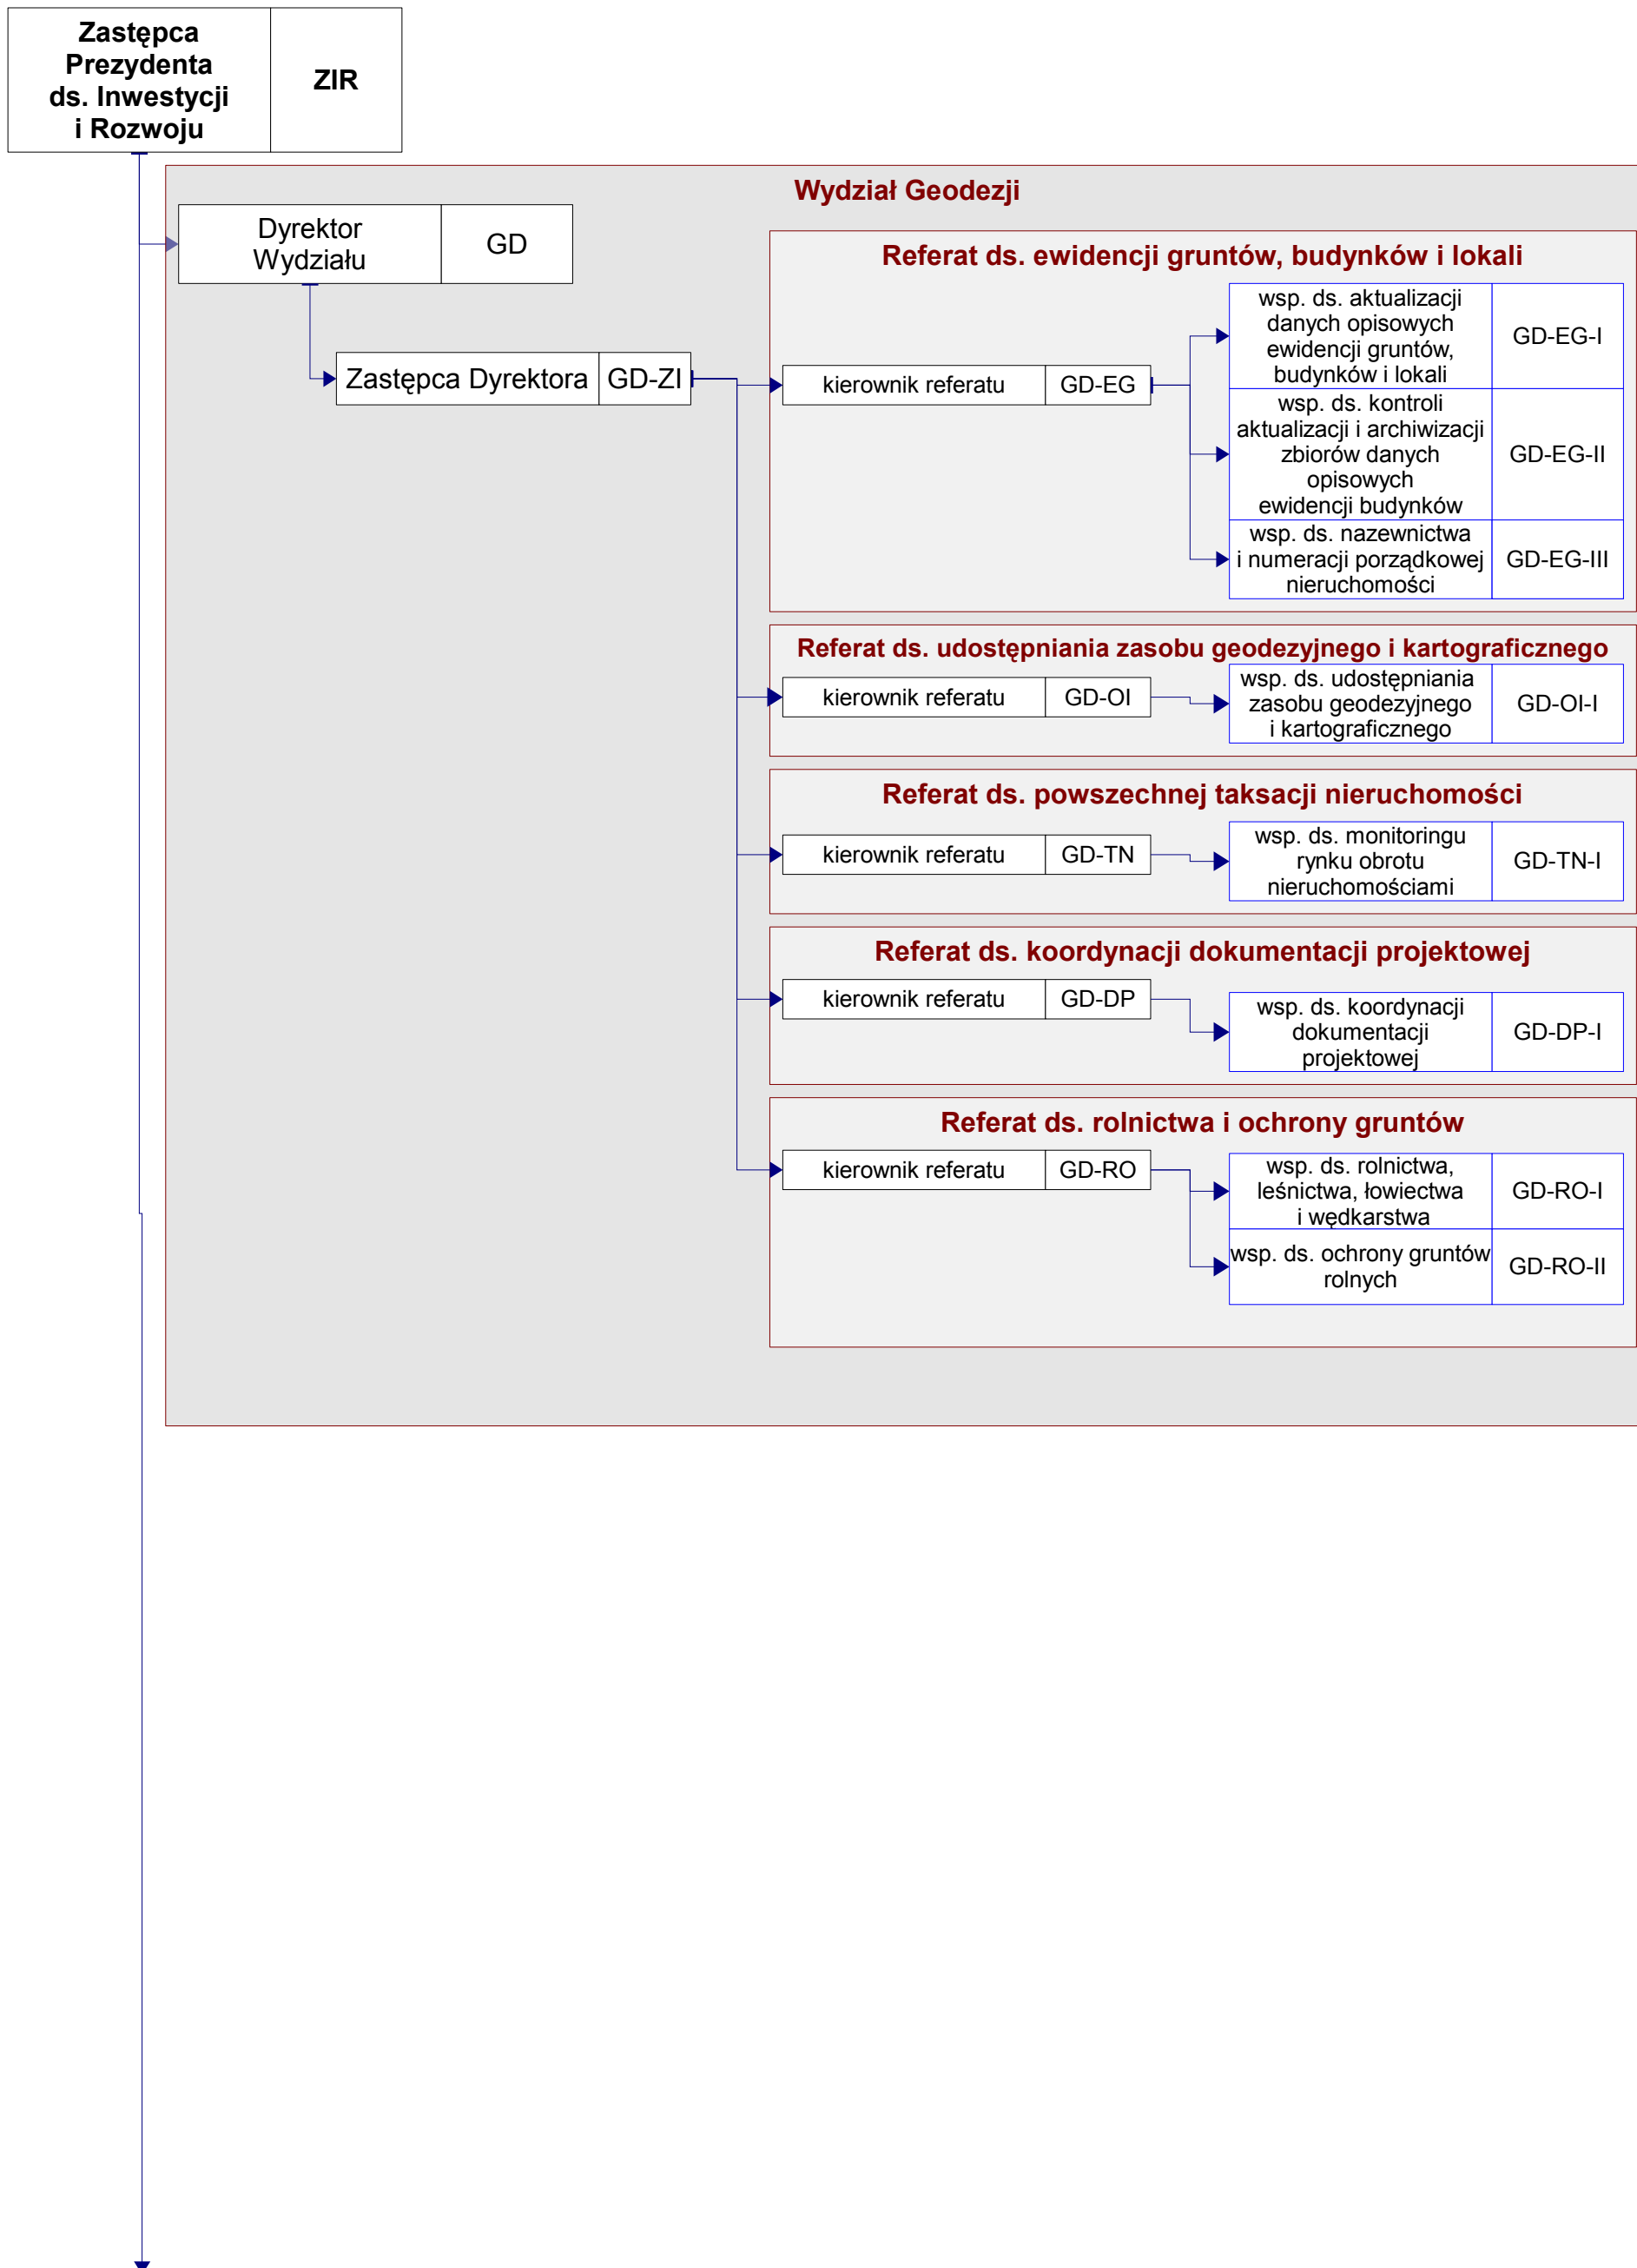 Zastępca
Prezydenta
ds. Inwestycji
i Rozwoju
ZIR
Wydział Geodezji
Dyrektor
Wydziału
GD
Zastępca Dyrektora
GD-ZI
Referat ds. ewidencji gruntów, budynków i lokali
kierownik referatu
GD-EG
wsp. ds. aktualizacji
danych opisowych
ewidencji gruntów,
budynków i lokali
GD-EG-I
wsp. ds. kontroli
aktualizacji i archiwizacji
zbiorów danych
opisowych
ewidencji budynków
GD-EG-II
wsp. ds. nazewnictwa
i numeracji porządkowej
nieruchomości
GD-EG-III
Referat ds. udostępniania zasobu geodezyjnego i kartograficznego
kierownik referatu
GD-OI
wsp. ds. udostępniania
zasobu geodezyjnego
i kartograficznego
GD-OI-I
Referat ds. powszechnej taksacji nieruchomości
kierownik referatu
GD-TN
wsp. ds. monitoringu
rynku obrotu
nieruchomościami
GD-TN-I
Referat ds. koordynacji dokumentacji projektowej
kierownik referatu
GD-DP
wsp. ds. koordynacji
dokumentacji
projektowej
GD-DP-I
Referat ds. rolnictwa i ochrony gruntów
kierownik referatu
GD-RO
wsp. ds. rolnictwa,
leśnictwa, łowiectwa
i wędkarstwa
GD-RO-I
wsp. ds. ochrony gruntów
rolnych
GD-RO-II